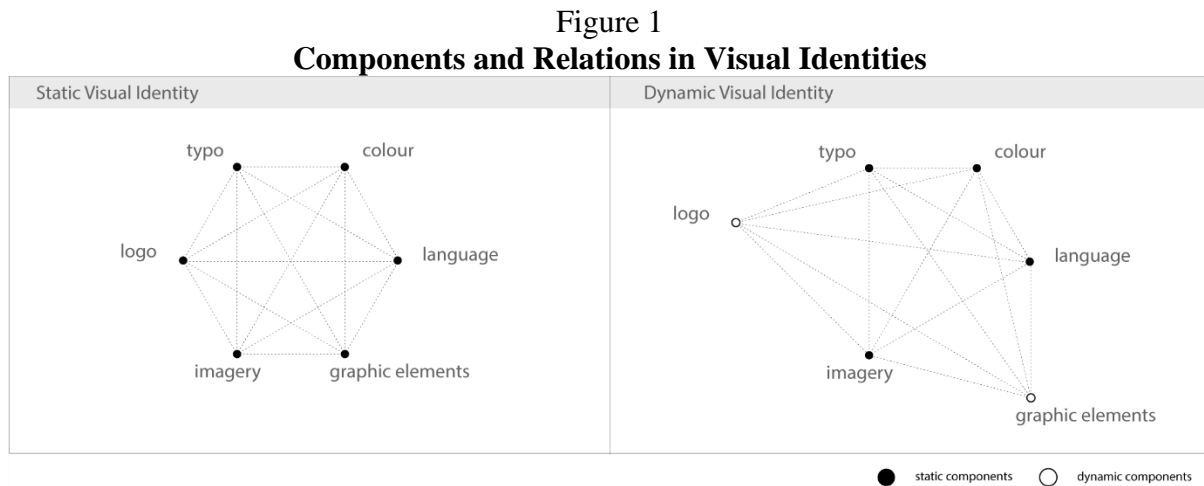 Figure 1
Components and Relations in Visual Identities
Static Visual Identity
typo
colour
logo
language
imagery
graphic elements
Dynamic Visual Identity
typo
colour
logo
language
imagery
graphic elements
static components
dynamic components